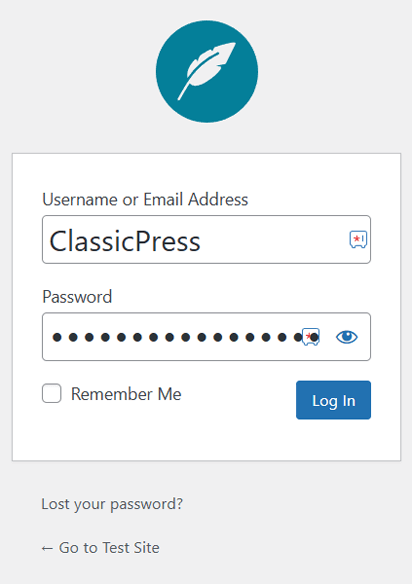 Username or Email Address
ClassicPress
Password
Remember Me
Log In
Lost your password?
← Go to Test Site